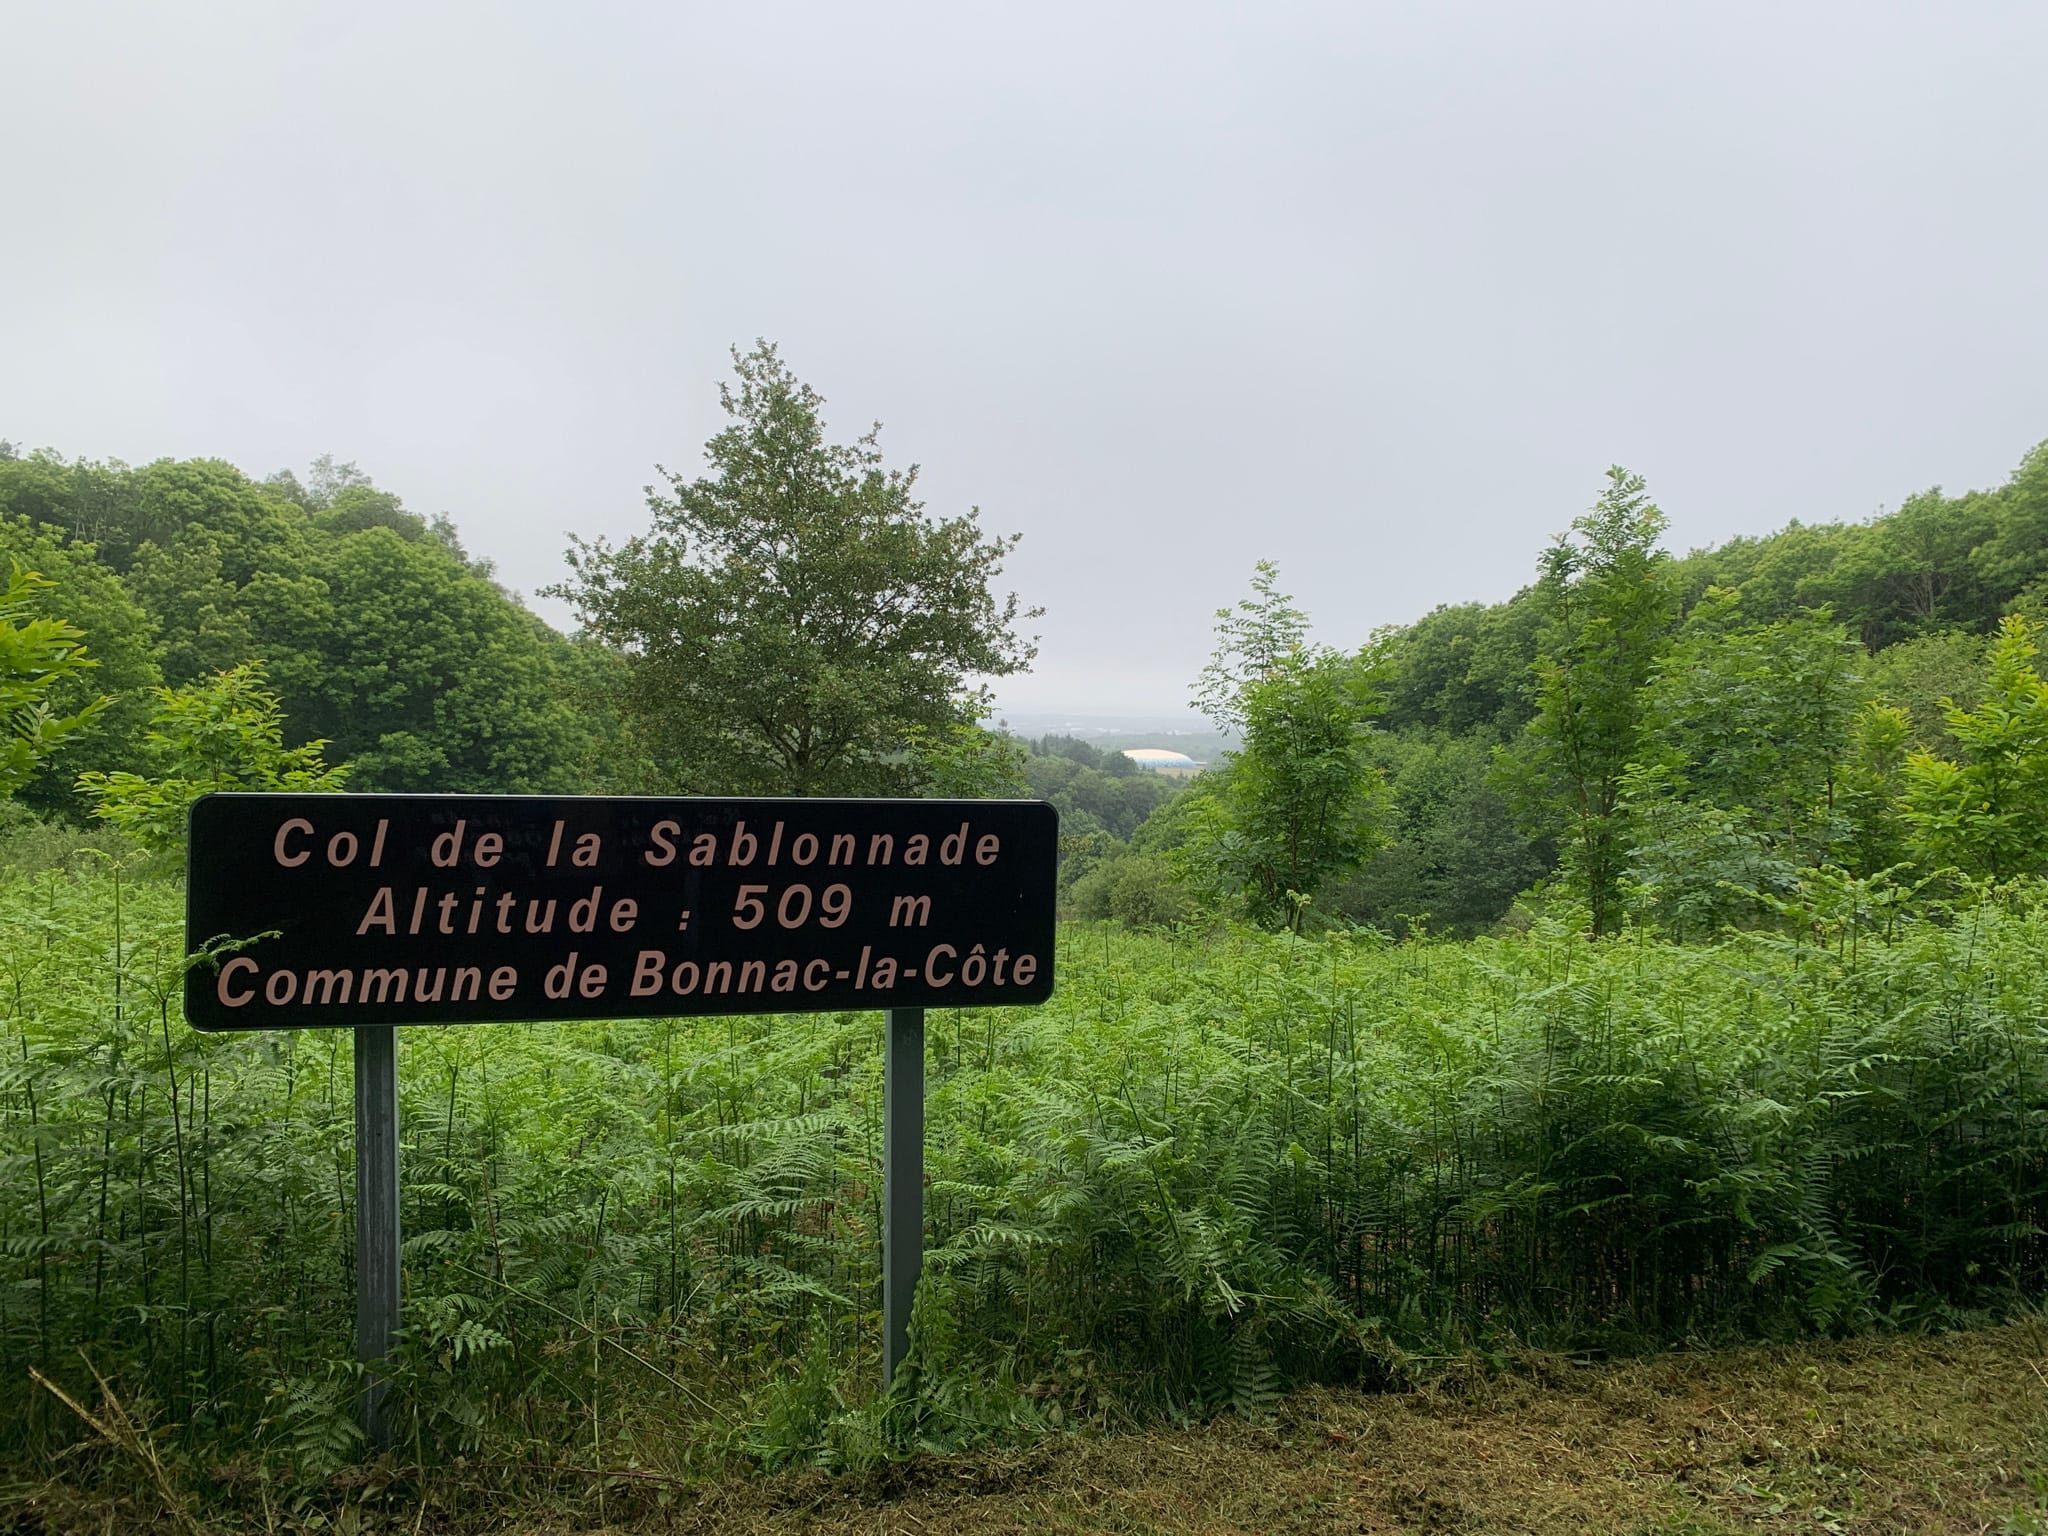 Col de la Sablonnade
Altitude : 509 m
Commune de Bonnac-la-Côte